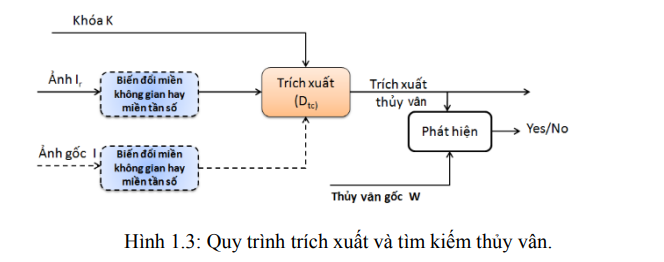 Khóa K
Ảnh Ir
Biến đổi miền
không gian hay
miền tần số
Trích xuất
(Dtc)
Trích xuất
thủy vân
Phát hiện
Yes/No
Ảnh gốc I
Biến đổi miền
không gian hay
miền tần số
Thủy vân gốc W
Hình 1.3: Quy trình trích xuất và tìm kiếm thủy vân.